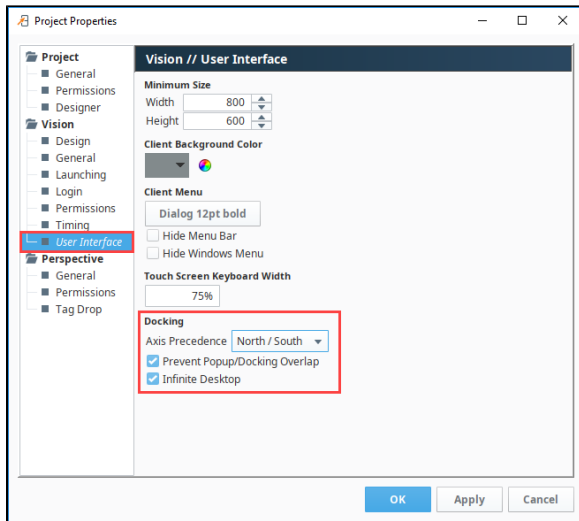 Project Properties
Project
General
Permissions
Designer
Vision
Design
General
Launching
Login
Permissions
Timing
User Interface
Perspective
General
Permissions
Tag Drop
Vision // User Interface
Minimum Size
Width 800
Height 600
Client Background Color
Client Menu
Dialog 12pt bold
Hide Menu Bar
Hide Windows Menu
Touch Screen Keyboard Width
75%
Docking
Axis Precedence North / South
Prevent Popup/Docking Overlap
Infinite Desktop
OK Apply Cancel